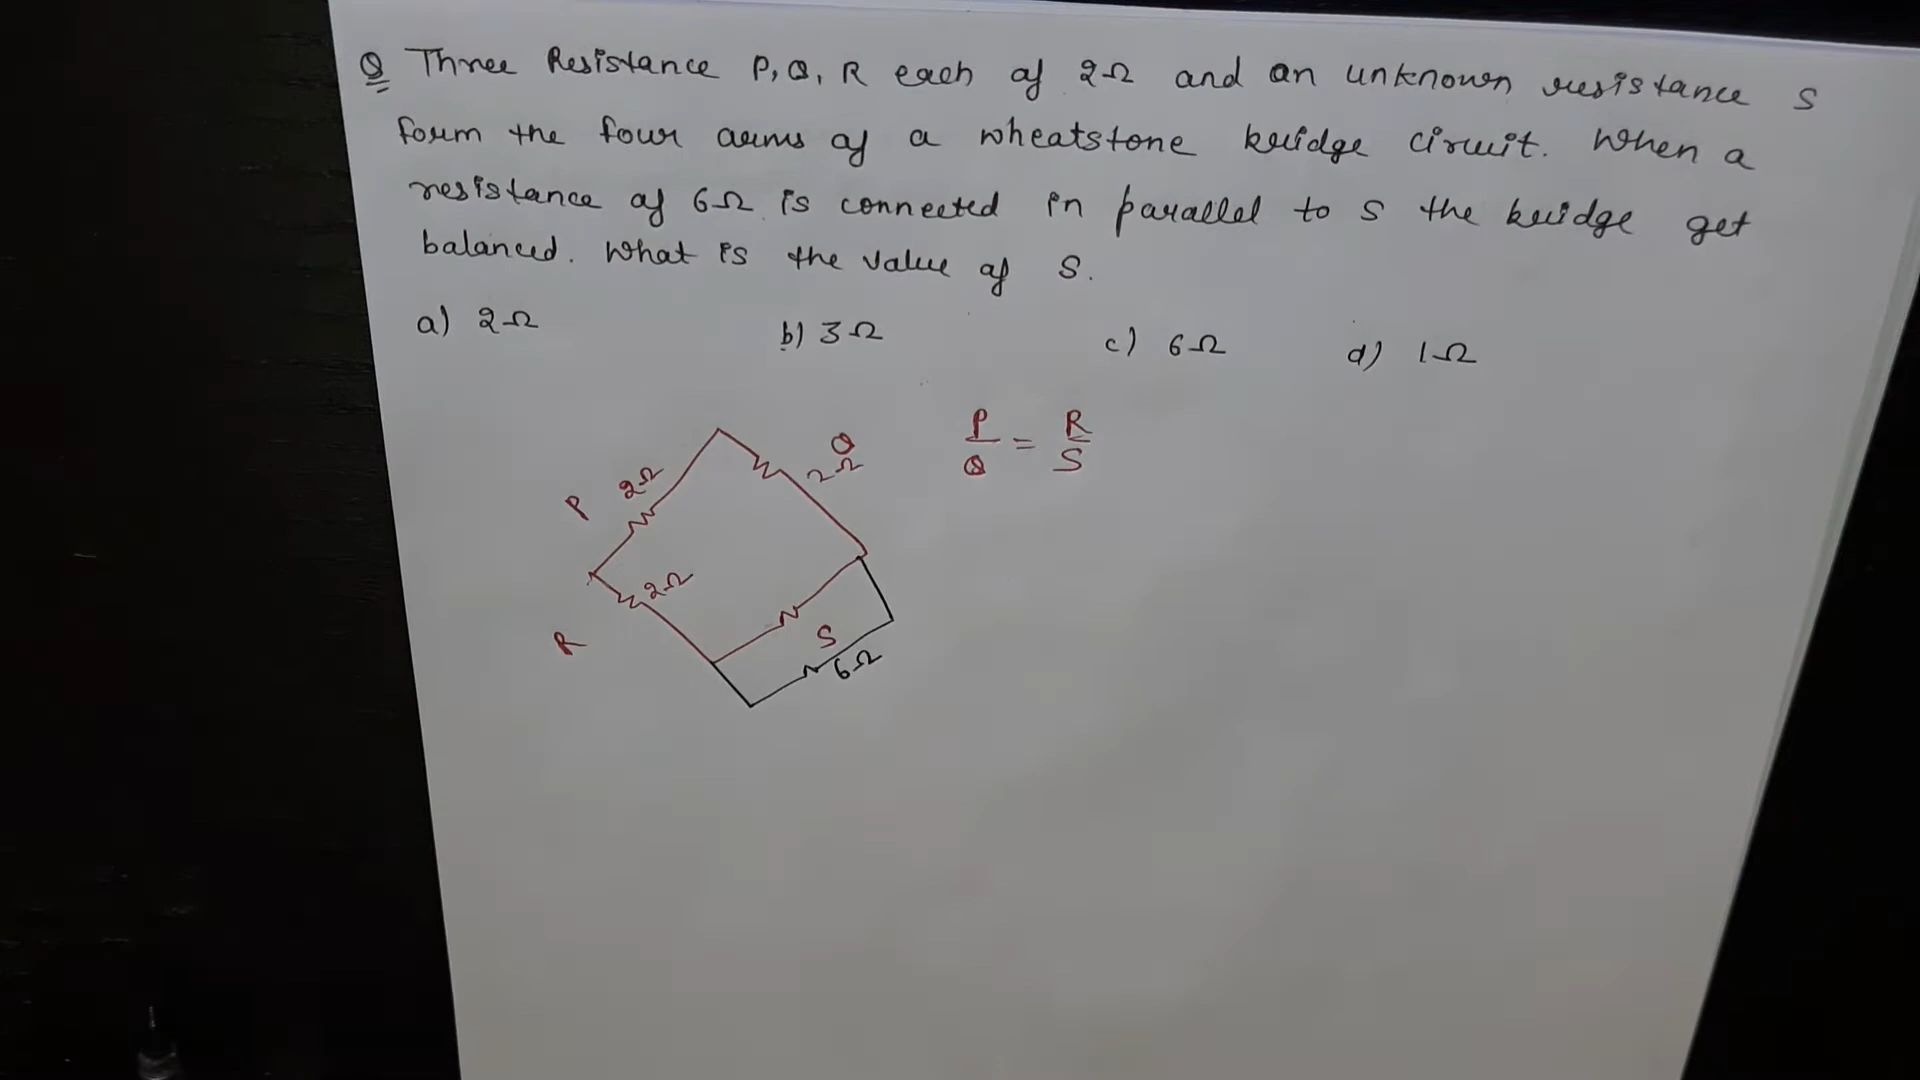 Q Three Resistance P, Q, R each of 2Ω and an unknown resistance S
form the four arms of a wheatstone bridge circuit. When a
resistance of 6Ω is connected in parallel to S the bridge get
balanced. What is the value of S.
a) 2Ω b) 3Ω c) 6Ω d) 1Ω
P/Q = R/S
P 2Ω Q 2Ω
R 2Ω
S
6Ω